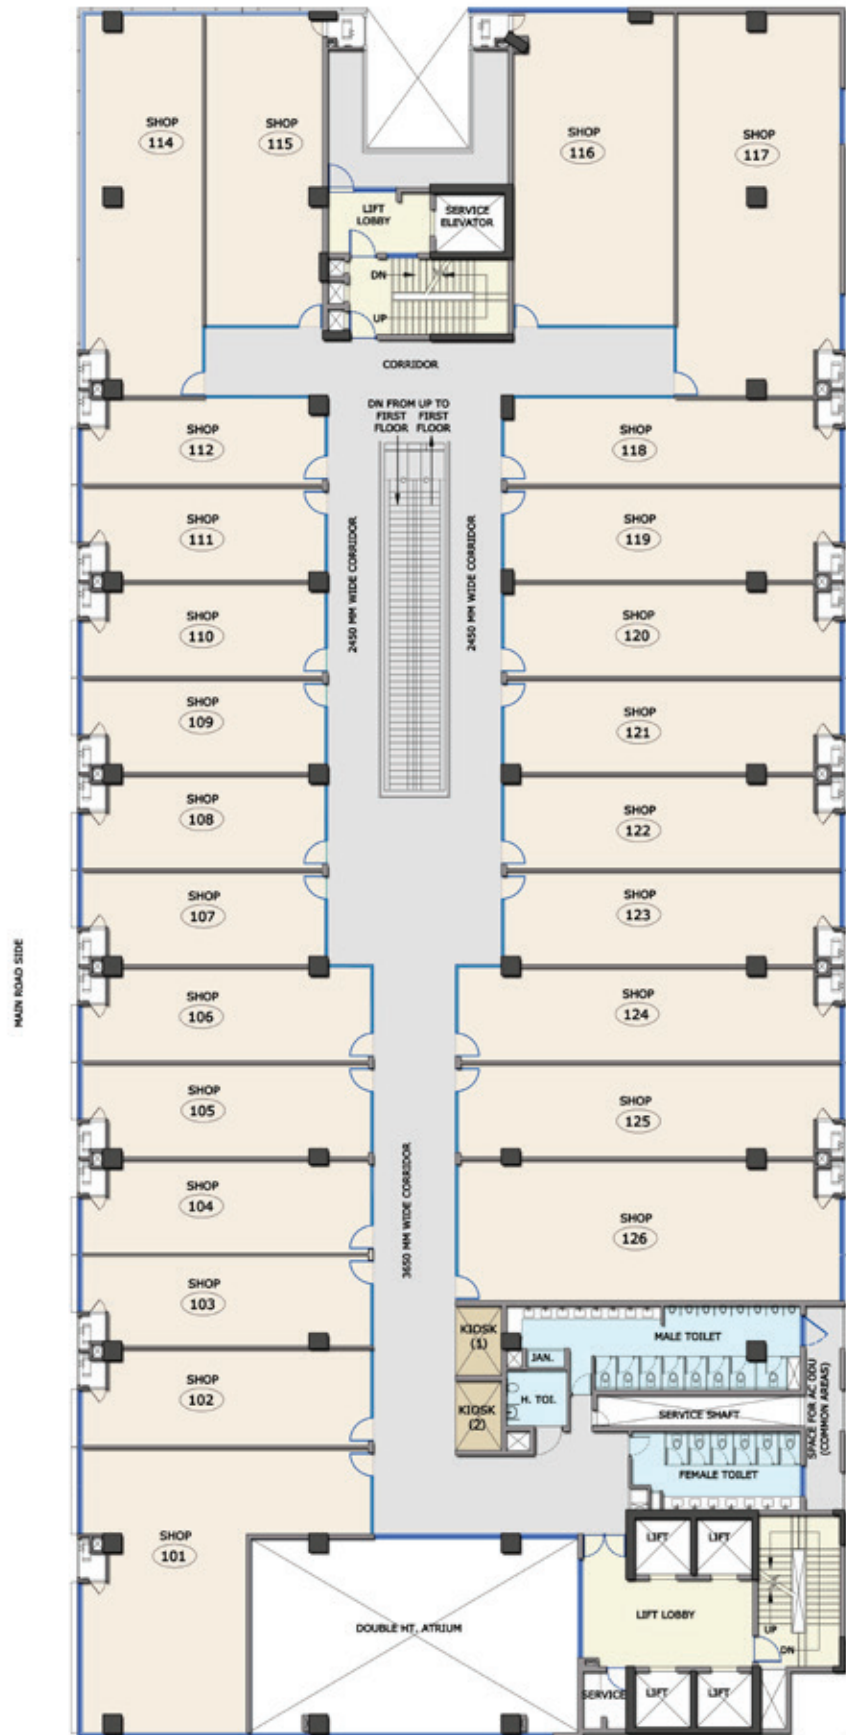 SHOP
114
SHOP
115
SHOP
116
SHOP
117
LIFT
LOBBY
SERVICE
ELEVATOR
DN
UP
CORRIDOR
DN FROM
FIRST
FLOOR
UP TO
FIRST
FLOOR
SHOP
112
SHOP
118
SHOP
111
SHOP
119
2450 MM WIDE CORRIDOR
2450 MM WIDE CORRIDOR
SHOP
110
SHOP
120
SHOP
109
SHOP
121
SHOP
108
SHOP
122
SHOP
107
SHOP
123
MAIN ROAD SIDE
SHOP
106
SHOP
124
SHOP
105
SHOP
125
3650 MM WIDE CORRIDOR
SHOP
104
SHOP
126
SHOP
103
KIOSK
(1)
MALE TOILET
JAN.
SHOP
102
KIOSK
(2)
H. TOI.
SERVICE SHAFT
SPACE FOR AC ODU
(COMMON AREAS)
FEMALE TOILET
SHOP
101
LIFT
LIFT
DOUBLE HT. ATRIUM
LIFT LOBBY
UP
DN
SERVICE
LIFT
LIFT